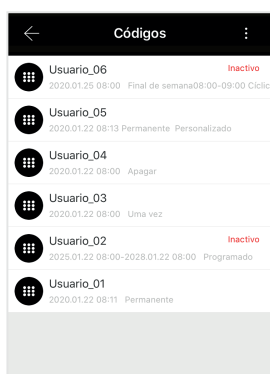 Códigos
Usuario_06
Inactivo
2020.01.25 08:00 Final de semana08:00-09:00 Cíclic
Usuario_05
2020.01.22 08:13 Permanente Personalizado
Usuario_04
2020.01.22 08:00 Apagar
Usuario_03
2020.01.22 08:00 Uma vez
Usuario_02
Inactivo
2025.01.22 08:00-2028.01.22 08:00 Programado
Usuario_01
2020.01.22 08:11 Permanente